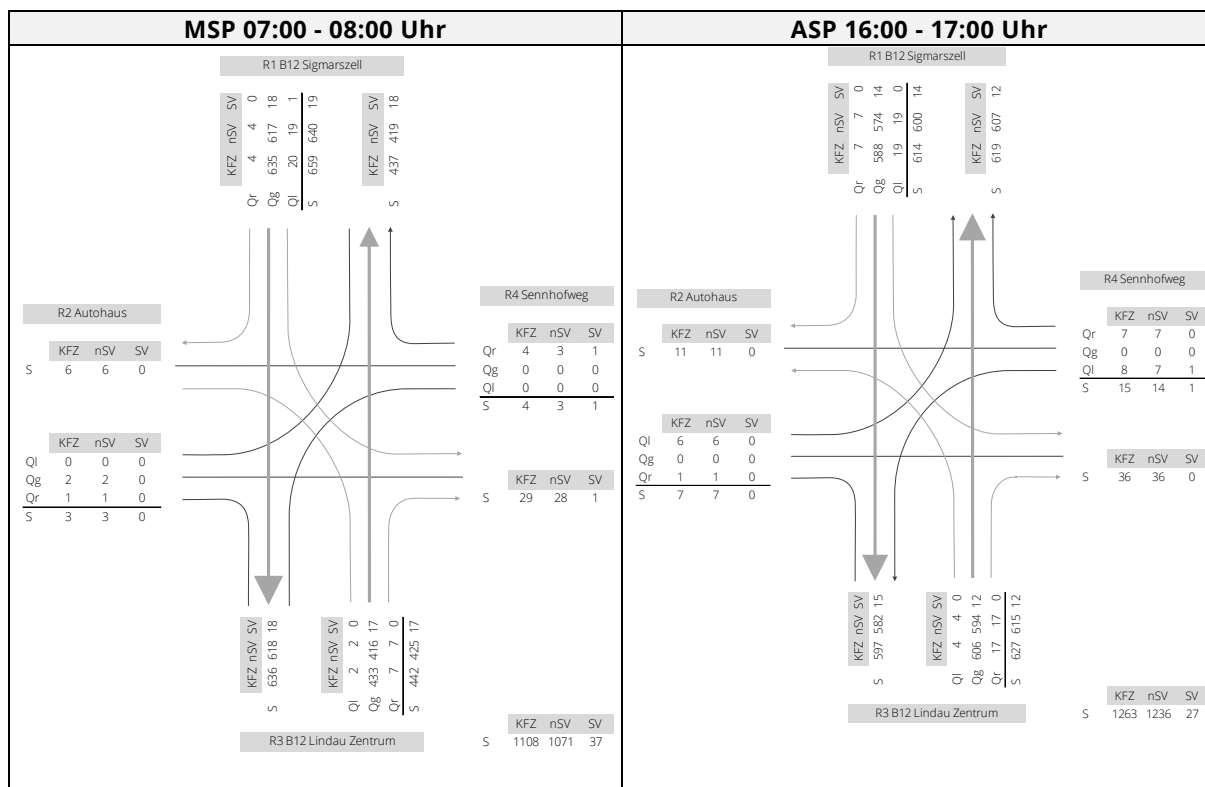 MSP 07:00 - 08:00 Uhr
R1 B12 Sigmarszell
KFZ nSV SV
Qr 4 4 0
Qg 635 617 18
Ql 20 19 1
S 659 640 19
KFZ nSV SV
S 437 419 18
R2 Autohaus
KFZ nSV SV
S 6 6 0
KFZ nSV SV
Ql 0 0 0
Qg 2 2 0
Qr 1 1 0
S 3 3 0
R4 Sennhofweg
KFZ nSV SV
Qr 4 3 1
Qg 0 0 0
Ql 0 0 0
S 4 3 1
KFZ nSV SV
S 29 28 1
KFZ nSV SV
S 636 618 18
KFZ nSV SV
Ql 2 2 0
Qg 433 416 17
Qr 7 7 0
S 442 425 17
R3 B12 Lindau Zentrum
KFZ nSV SV
S 1108 1071 37
ASP 16:00 - 17:00 Uhr
R1 B12 Sigmarszell
KFZ nSV SV
Qr 7 7 0
Qg 588 574 14
Ql 19 19 0
S 614 600 14
KFZ nSV SV
S 619 607 12
R2 Autohaus
KFZ nSV SV
S 11 11 0
KFZ nSV SV
Ql 6 6 0
Qg 0 0 0
Qr 1 1 0
S 7 7 0
R4 Sennhofweg
KFZ nSV SV
Qr 7 7 0
Qg 0 0 0
Ql 8 7 1
S 15 14 1
KFZ nSV SV
S 36 36 0
KFZ nSV SV
S 597 582 15
KFZ nSV SV
Ql 4 4 0
Qg 606 594 12
Qr 17 17 0
S 627 615 12
R3 B12 Lindau Zentrum
KFZ nSV SV
S 1263 1236 27